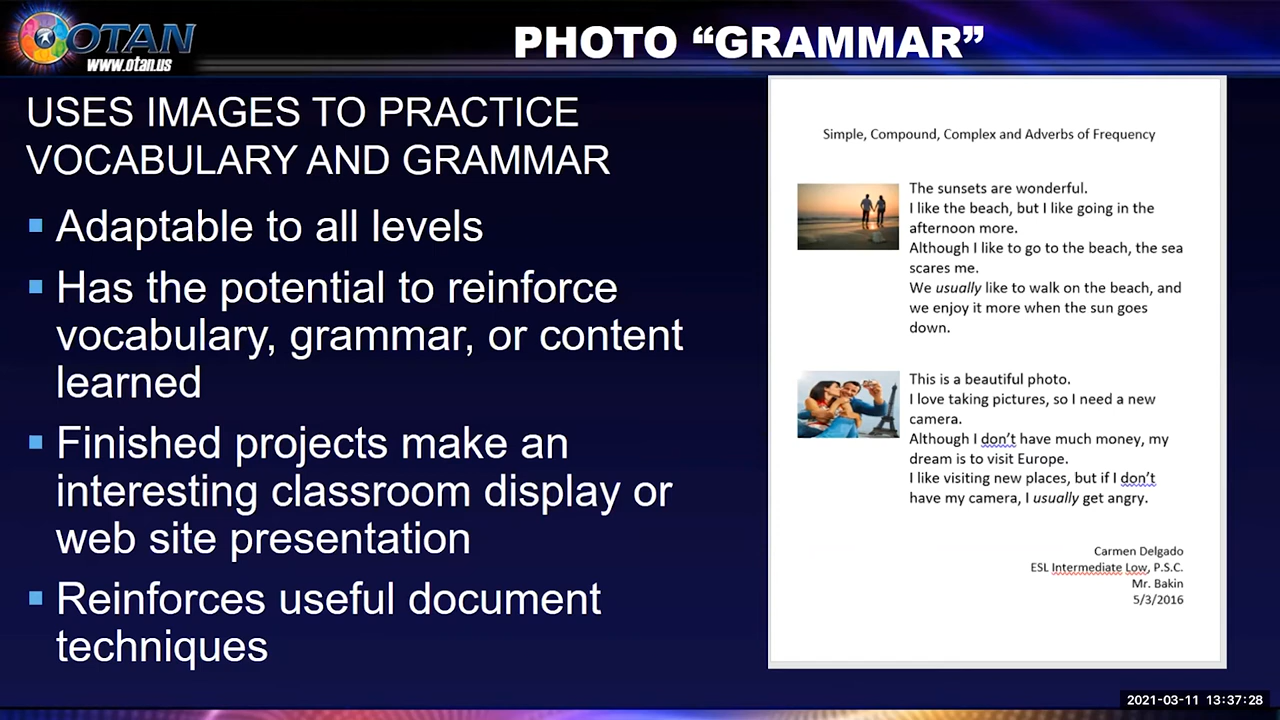 OTAN
www.otan.us
PHOTO “GRAMMAR”
USES IMAGES TO PRACTICE
VOCABULARY AND GRAMMAR
Adaptable to all levels
Has the potential to reinforce
vocabulary, grammar, or content
learned
Finished projects make an
interesting classroom display or
web site presentation
Reinforces useful document
techniques
Simple, Compound, Complex and Adverbs of Frequency
The sunsets are wonderful.
I like the beach, but I like going in the
afternoon more.
Although I like to go to the beach, the sea
scares me.
We usually like to walk on the beach, and
we enjoy it more when the sun goes
down.
This is a beautiful photo.
I love taking pictures, so I need a new
camera.
Although I don’t have much money, my
dream is to visit Europe.
I like visiting new places, but if I don’t
have my camera, I usually get angry.
Carmen Delgado
ESL Intermediate Low, P.S.C.
Mr. Bakin
5/3/2016
2021-03-11 13:37:28